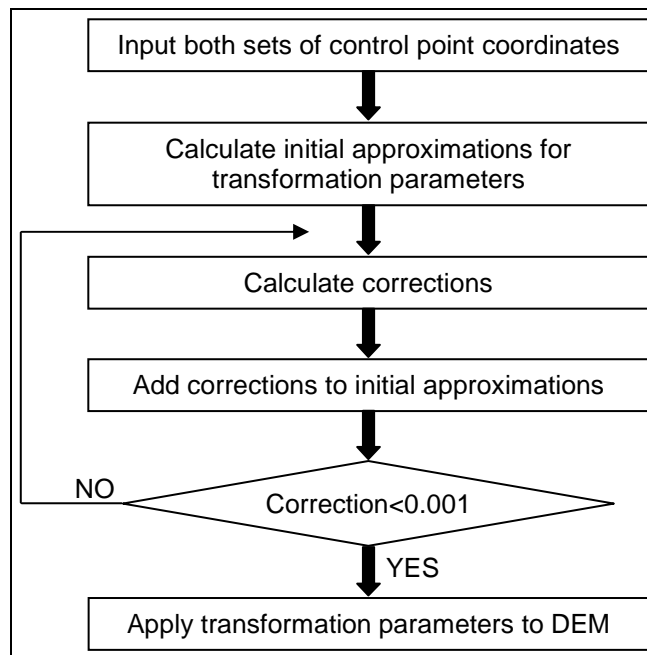 Input both sets of control point coordinates
Calculate initial approximations for
transformation parameters
Calculate corrections
Add corrections to initial approximations
NO
Correction<0.001
YES
Apply transformation parameters to DEM